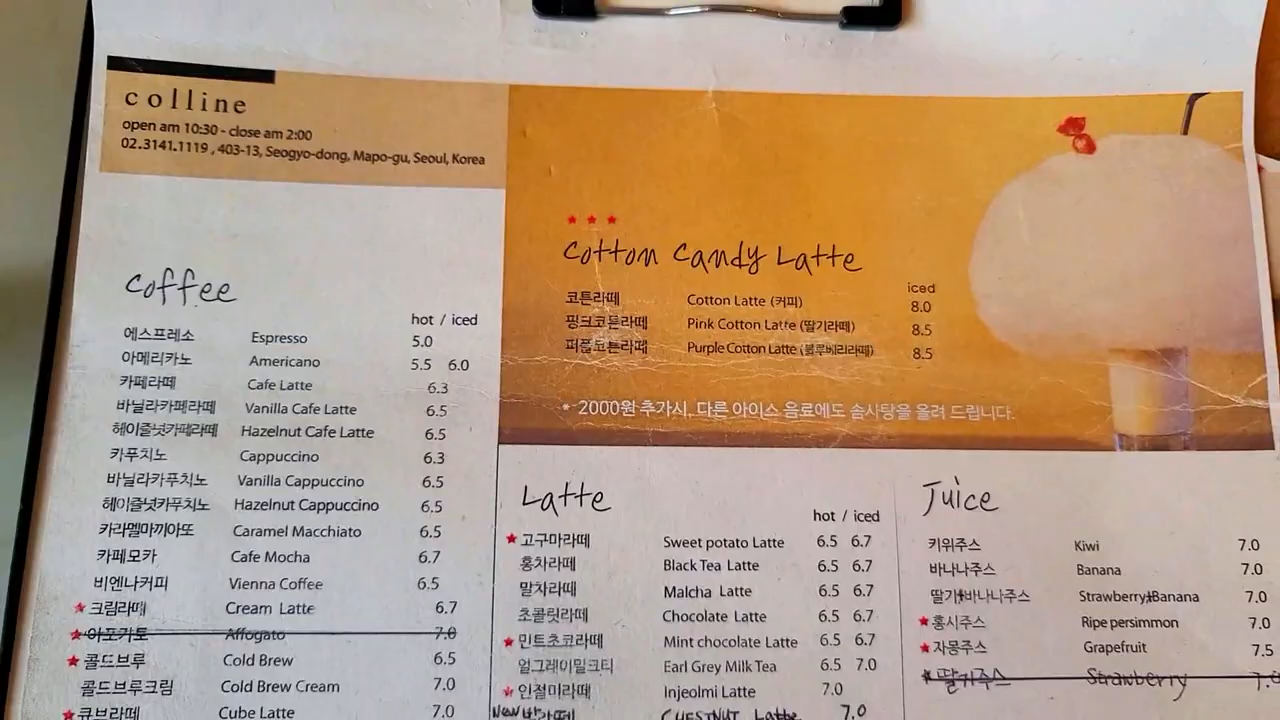 colline
open am 10:30 - close am 2:00
02.3141.1119 , 403-13, Seogyo-dong, Mapo-gu, Seoul, Korea
Cotton Candy Latte
iced
코튼라떼 Cotton Latte (커피) 8.0
핑크코튼라떼 Pink Cotton Latte (딸기라떼) 8.5
퍼플코튼라떼 Purple Cotton Latte (블루베리라떼) 8.5
* 2000원 추가시, 다른 아이스 음료에도 솜사탕을 올려 드립니다.
Coffee
hot / iced
에스프레소 Espresso 5.0
아메리카노 Americano 5.5 6.0
카페라떼 Cafe Latte 6.3
바닐라카페라떼 Vanilla Cafe Latte 6.5
헤이즐넛카페라떼 Hazelnut Cafe Latte 6.5
카푸치노 Cappuccino 6.3
바닐라카푸치노 Vanilla Cappuccino 6.5
헤이즐넛카푸치노 Hazelnut Cappuccino 6.5
카라멜마끼아또 Caramel Macchiato 6.5
카페모카 Cafe Mocha 6.7
비엔나커피 Vienna Coffee 6.5
크림라떼 Cream Latte 6.7
아포가토 Affogato 7.0
콜드브루 Cold Brew 6.5
콜드브루크림 Cold Brew Cream 7.0
큐브라떼 Cube Latte 7.0
Latte
hot / iced
고구마라떼 Sweet potato Latte 6.5 6.7
홍차라떼 Black Tea Latte 6.5 6.7
말차라떼 Malcha Latte 6.5 6.7
초콜릿라떼 Chocolate Latte 6.5 6.7
민트초코라떼 Mint chocolate Latte 6.5 6.7
얼그레이밀크티 Earl Grey Milk Tea 6.5 7.0
인절미라떼 Injeolmi Latte 7.0
New 밤라떼 CHESTNUT Latte 7.0
Juice
키위주스 Kiwi 7.0
바나나주스 Banana 7.0
딸기+바나나주스 Strawberry+Banana 7.0
홍시주스 Ripe persimmon 7.0
자몽주스 Grapefruit 7.5
딸기주스 Strawberry